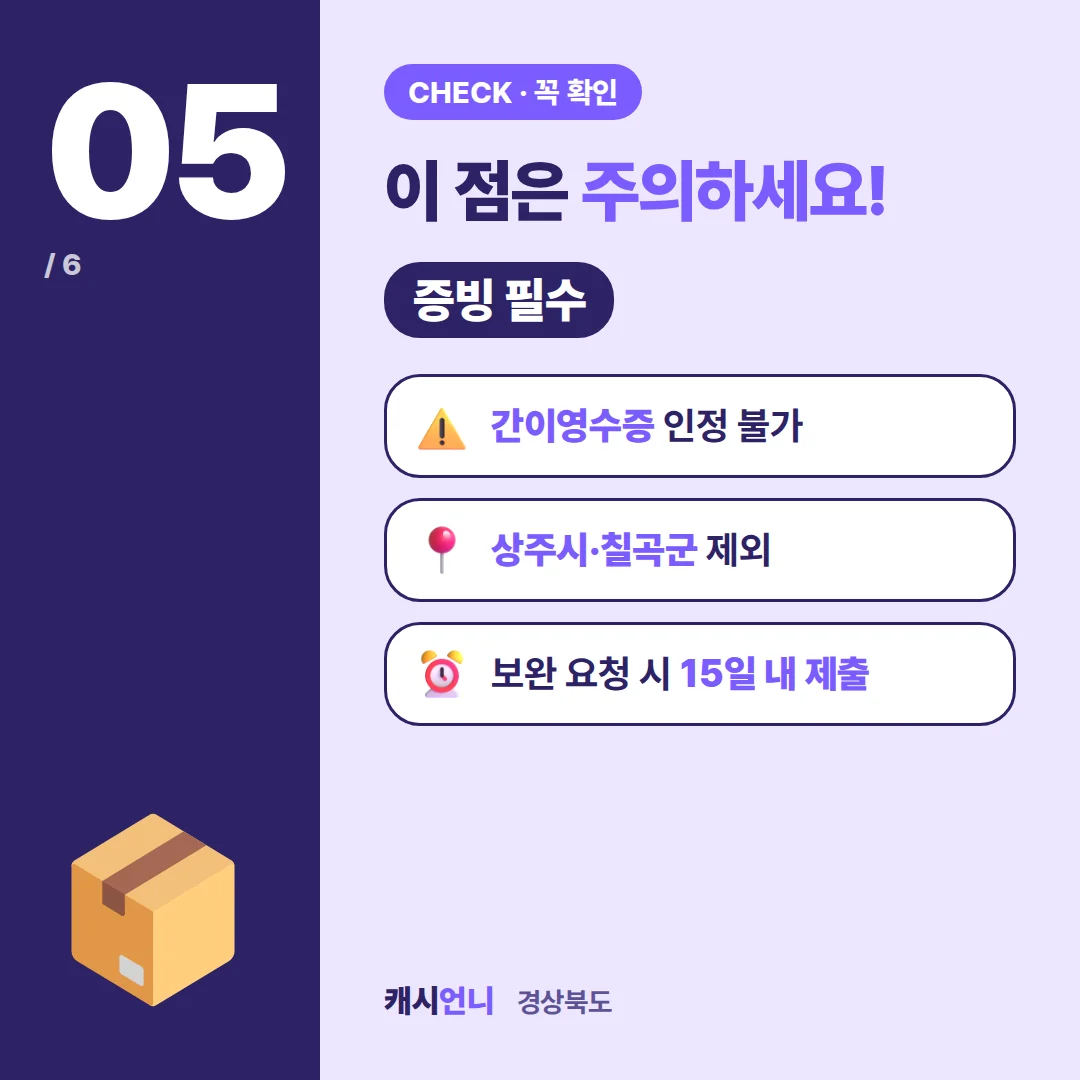 05
/ 6
CHECK · 꼭 확인
이 점은 주의하세요!
증빙 필수
간이영수증 인정 불가
상주시·칠곡군 제외
보완 요청 시 15일 내 제출
캐시언니 경상북도